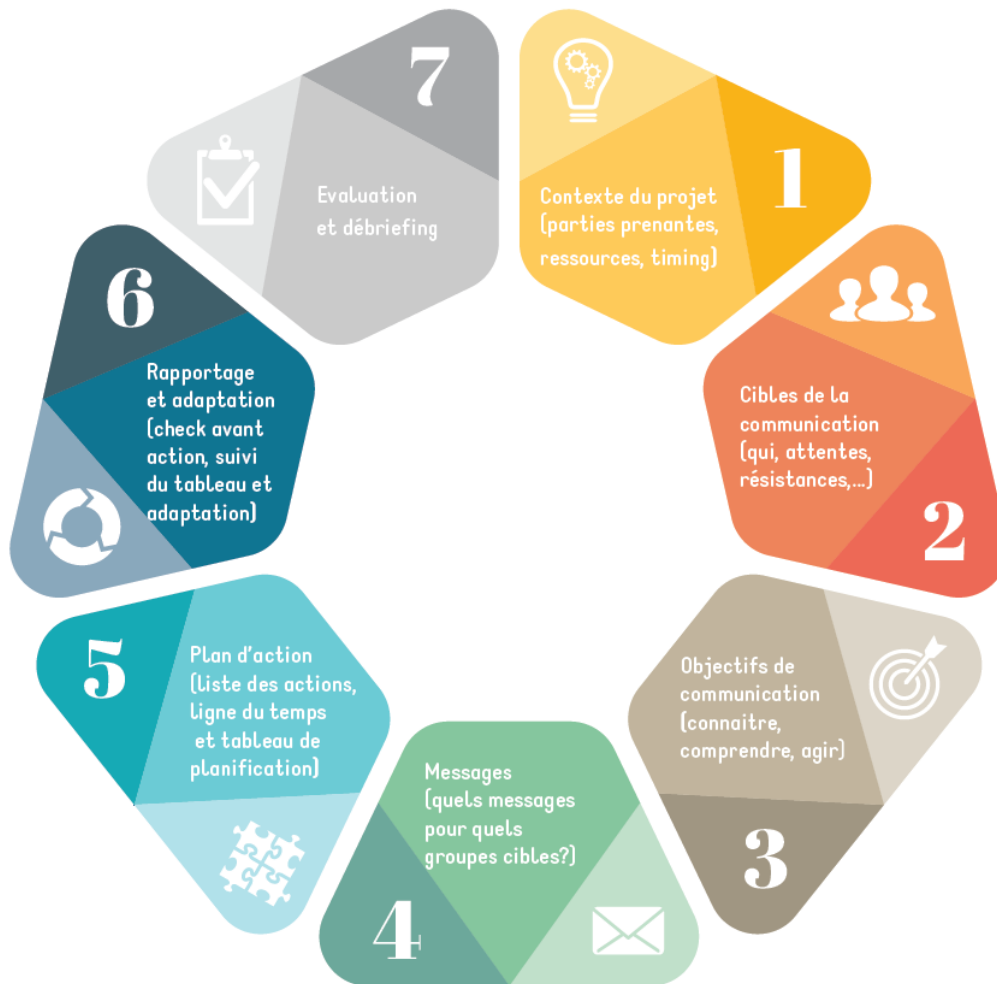 1
Contexte du projet
(parties prenantes,
ressources, timing)
2
Cibles de la
communication
(qui, attentes,
résistances,...)
3
Objectifs de
communication
(connaitre,
comprendre, agir)
4
Messages
(quels messages
pour quels
groupes cibles?)
5
Plan d'action
(liste des actions,
ligne du temps
et tableau de
planification)
6
Rapportage
et adaptation
(check avant
action, suivi
du tableau et
adaptation)
7
Evaluation
et débriefing